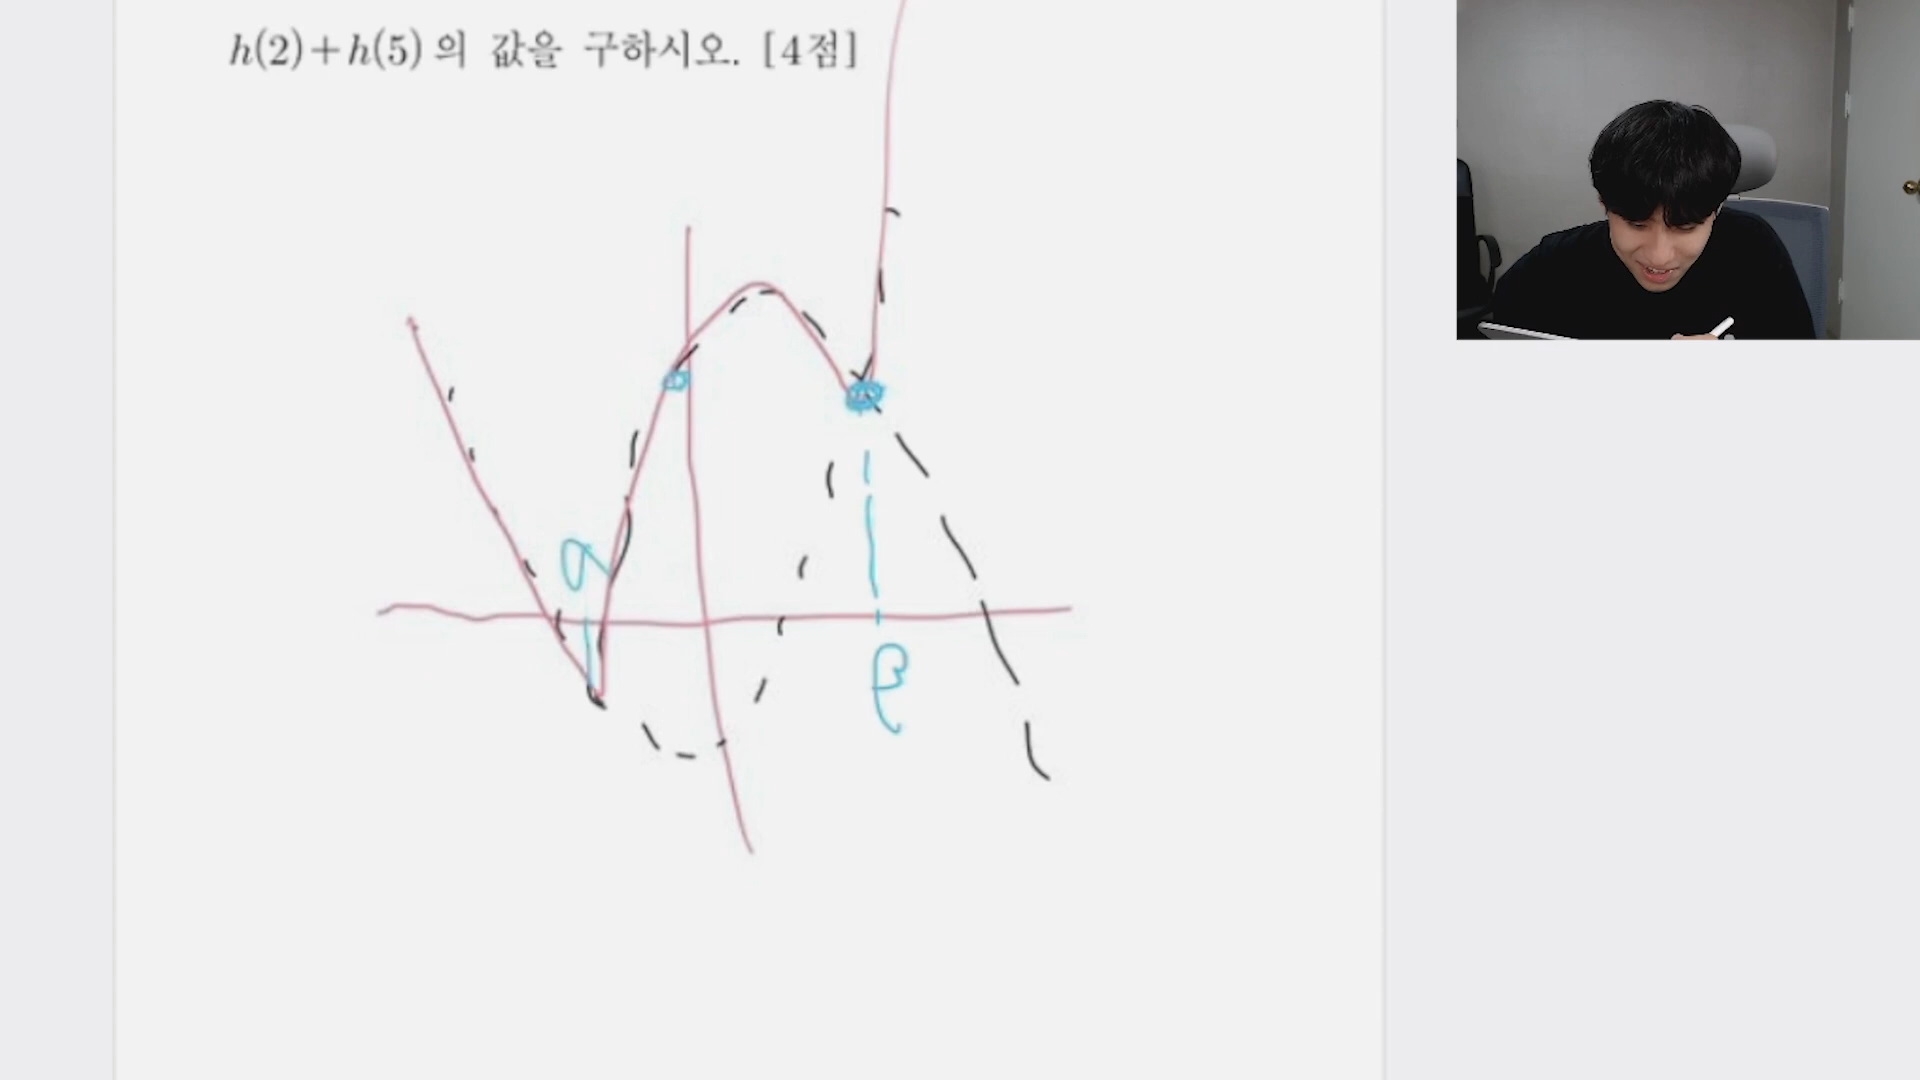 h(2)+h(5)의 값을 구하시오. [4점]
α
β